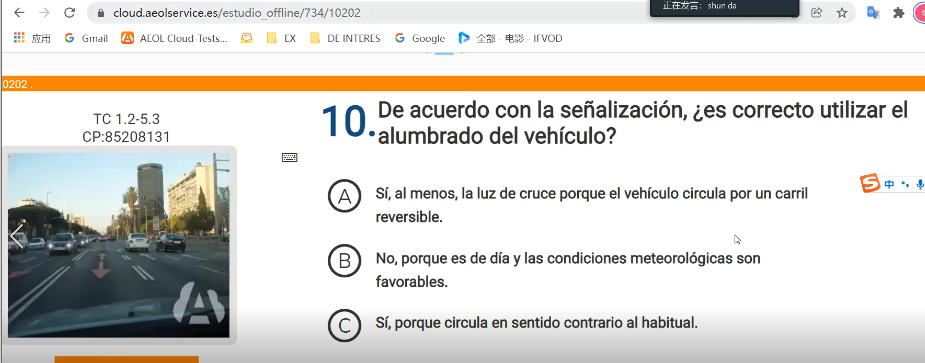 正在发言: shun da
cloud.aeolservice.es/estudio_offline/734/10202
应用 Gmail AEOL Cloud-Tests... EX DE INTERES Google 全部 - 电影 - IFVOD
0202 .
TC 1.2-5.3
CP:85208131
10. De acuerdo con la señalización, ¿es correcto utilizar el
alumbrado del vehículo?
A Sí, al menos, la luz de cruce porque el vehículo circula por un carril
reversible.
中
B No, porque es de día y las condiciones meteorológicas son
favorables.
C Sí, porque circula en sentido contrario al habitual.